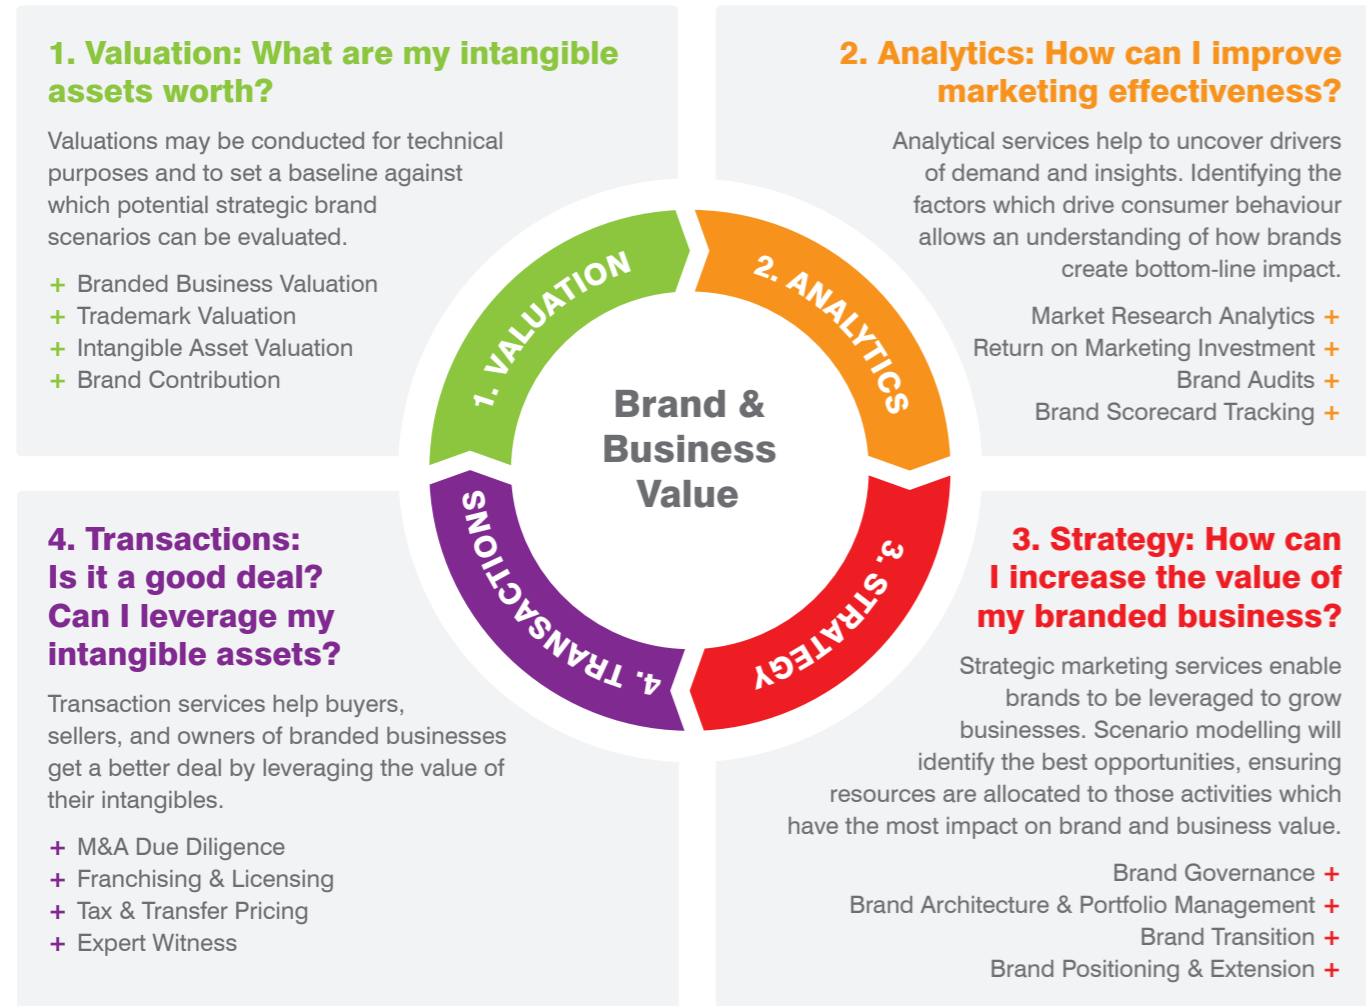 1. Valuation: What are my intangible
assets worth?
Valuations may be conducted for technical
purposes and to set a baseline against
which potential strategic brand
scenarios can be evaluated.
+ Branded Business Valuation
+ Trademark Valuation
+ Intangible Asset Valuation
+ Brand Contribution
2. Analytics: How can I improve
marketing effectiveness?
Analytical services help to uncover drivers
of demand and insights. Identifying the
factors which drive consumer behaviour
allows an understanding of how brands
create bottom-line impact.
Market Research Analytics +
Return on Marketing Investment +
Brand Audits +
Brand Scorecard Tracking +
1. VALUATION
2. ANALYTICS
3. STRATEGY
4. TRANSACTIONS
Brand &
Business
Value
3. Strategy: How can
I increase the value of
my branded business?
Strategic marketing services enable
brands to be leveraged to grow
businesses. Scenario modelling will
identify the best opportunities, ensuring
resources are allocated to those activities which
have the most impact on brand and business value.
Brand Governance +
Brand Architecture & Portfolio Management +
Brand Transition +
Brand Positioning & Extension +
4. Transactions:
Is it a good deal?
Can I leverage my
intangible assets?
Transaction services help buyers,
sellers, and owners of branded businesses
get a better deal by leveraging the value of
their intangibles.
+ M&A Due Diligence
+ Franchising & Licensing
+ Tax & Transfer Pricing
+ Expert Witness